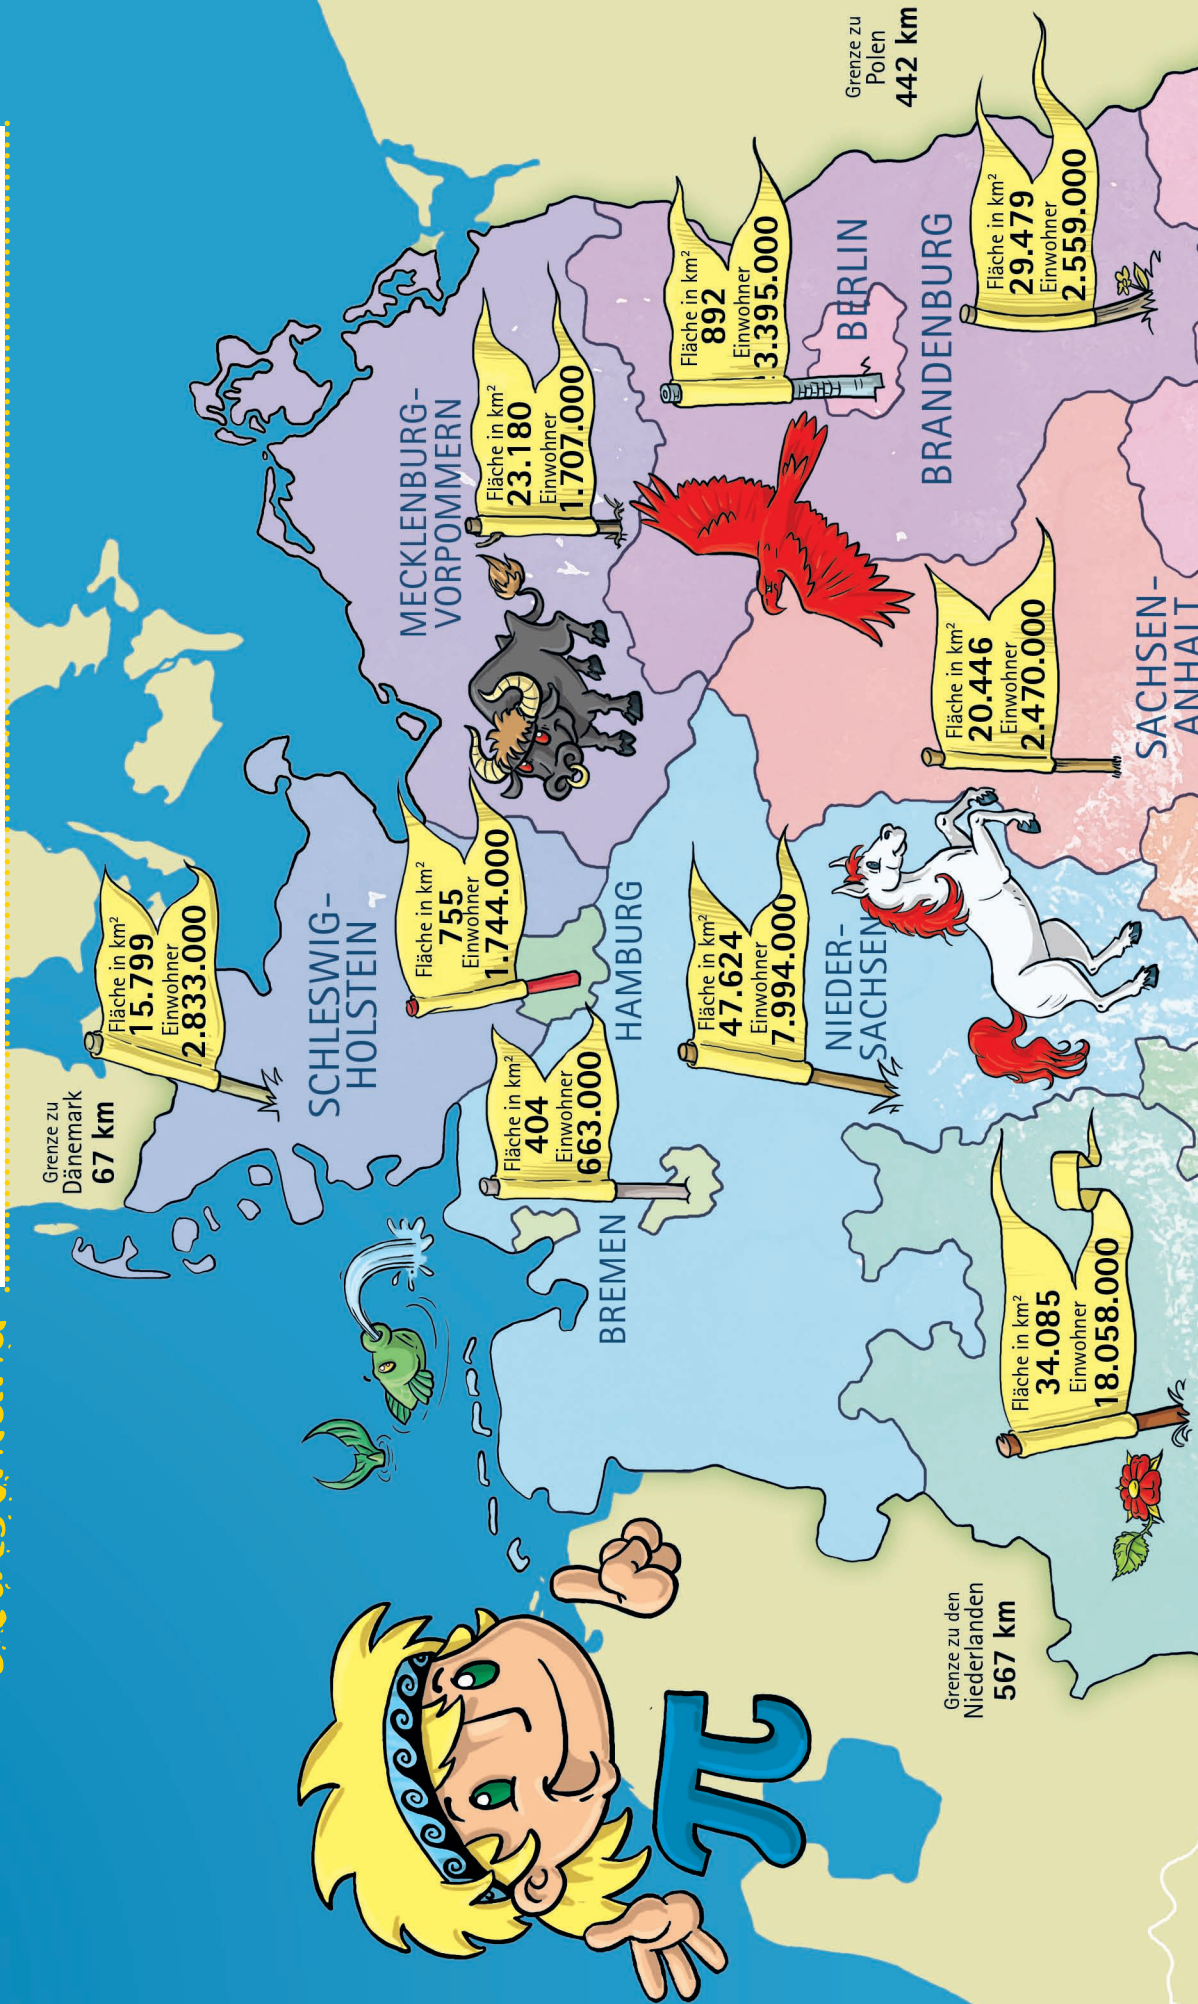 Grenze zu
Dänemark
67 km
Fläche in km²
15.799
Einwohner
2.833.000
SCHLESWIG-
HOLSTEIN
Fläche in km²
755
Einwohner
1.744.000
HAMBURG
MECKLENBURG-
VORPOMMERN
Fläche in km²
23.180
Einwohner
1.707.000
Fläche in km²
404
Einwohner
663.000
BREMEN
Fläche in km²
47.624
Einwohner
7.994.000
NIEDER-
SACHSEN
Fläche in km²
892
Einwohner
3.395.000
BERLIN
BRANDENBURG
Fläche in km²
29.479
Einwohner
2.559.000
Grenze zu
Polen
442 km
Fläche in km²
20.446
Einwohner
2.470.000
SACHSEN-
ANHALT
Grenze zu den
Niederlanden
567 km
Fläche in km²
34.085
Einwohner
18.058.000
π